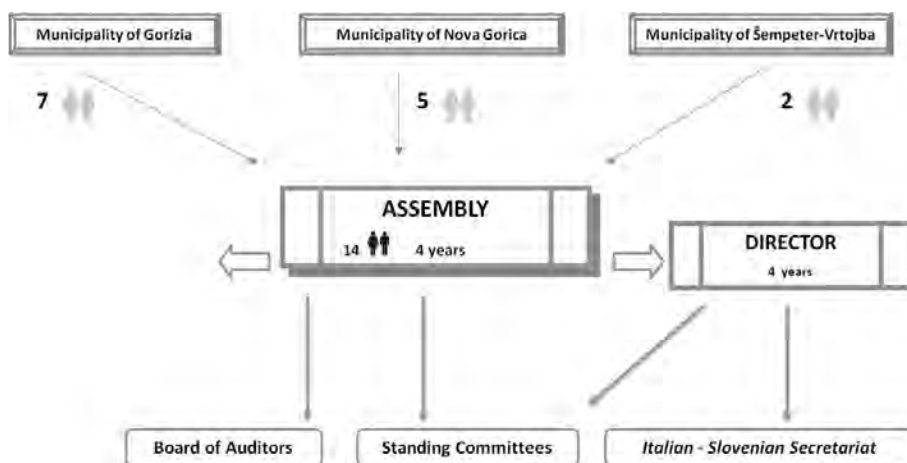 Municipality of Gorizia
Municipality of Nova Gorica
Municipality of Šempeter-Vrtojba
7
5
2
ASSEMBLY
14 4 years
DIRECTOR
4 years
Board of Auditors
Standing Committees
Italian - Slovenian Secretariat